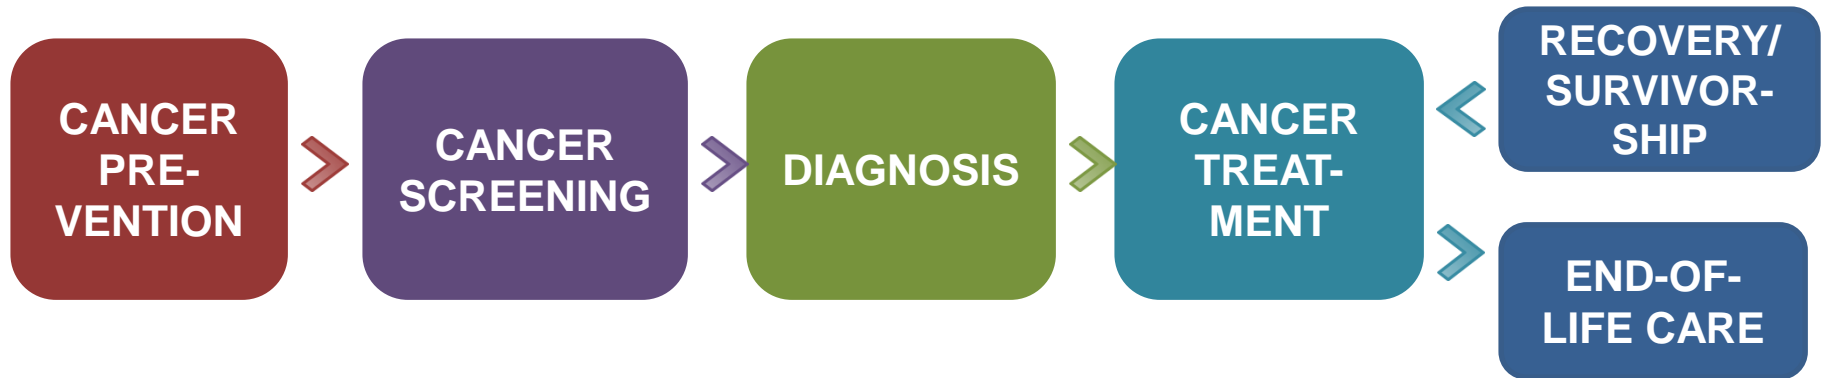 CANCER
PRE-
VENTION
CANCER
SCREENING
DIAGNOSIS
CANCER
TREAT-
MENT
RECOVERY/
SURVIVOR-
SHIP
END-OF-
LIFE CARE